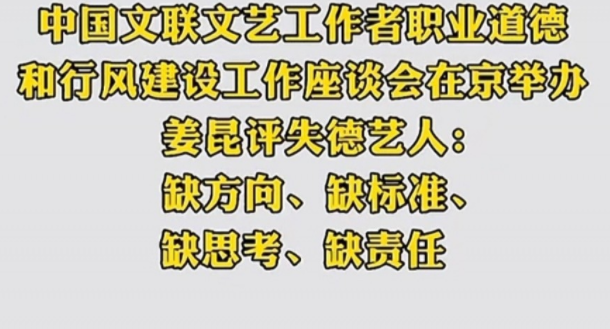 中国文联文艺工作者职业道德
和行风建设工作座谈会在京举办
姜昆评失德艺人：
缺方向、缺标准、
缺思考、缺责任